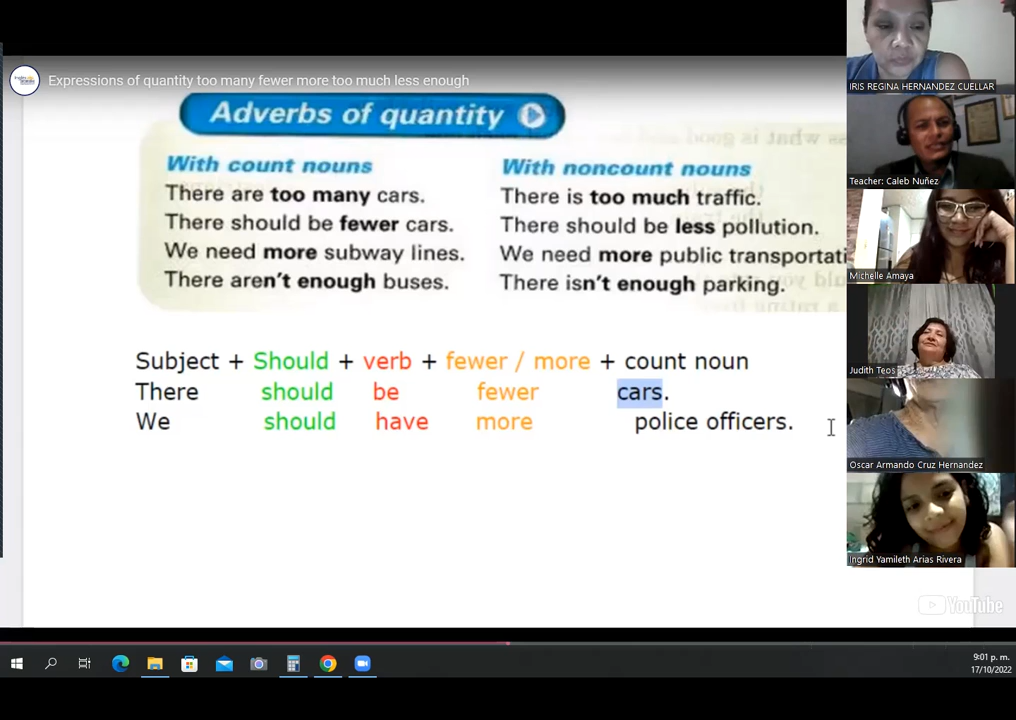 Expressions of quantity too many fewer more too much less enough
Adverbs of quantity
With count nouns
There are too many cars.
There should be fewer cars.
We need more subway lines.
There aren't enough buses.
With noncount nouns
There is too much traffic.
There should be less pollution.
We need more public transportati
There isn't enough parking.
Subject + Should + verb + fewer / more + count noun
There should be fewer cars.
We should have more police officers.
IRIS REGINA HERNANDEZ CUELLAR
Teacher: Caleb Nuñez
Michelle Amaya
Judith Teos
Oscar Armando Cruz Hernandez
Ingrid Yamileth Arias Rivera
YouTube
9:01 p. m.
17/10/2022